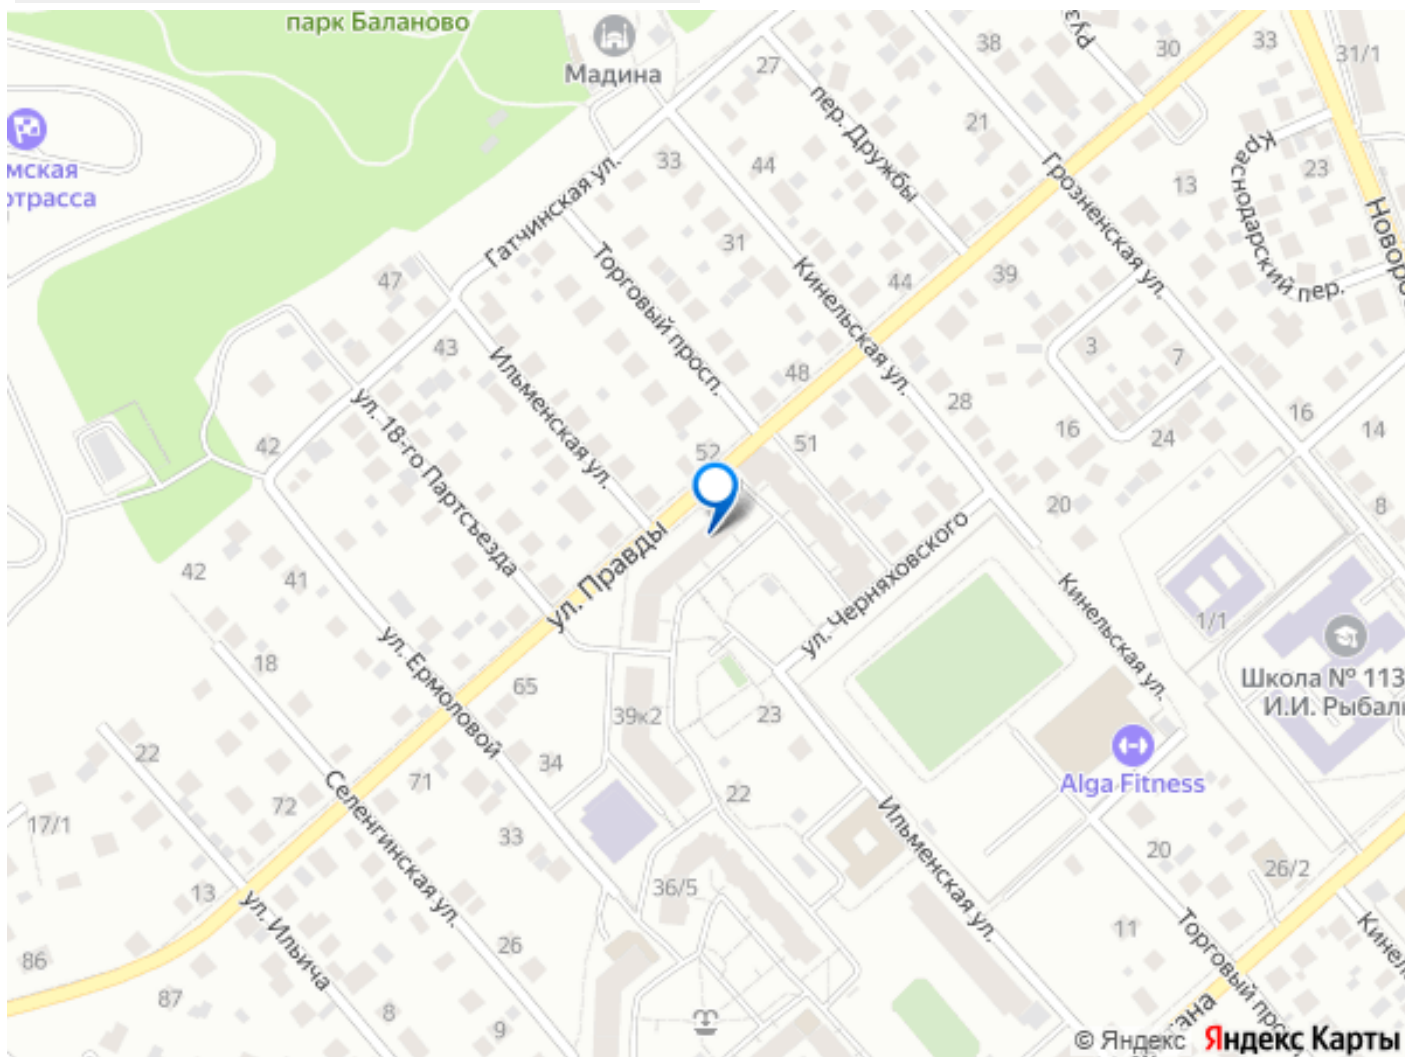 парк Баланово
Мадина
мская
отрасса
27
38
30
33
31/1
пер. Дружбы
21
44
33
Гатчинская ул.
Грозненская ул.
13
Краснодарский пер.
23
31
Торговый просп.
Кинельская ул.
44
39
47
43
Ильменская ул.
48
3
7
28
16
24
16
14
42
ул. 18-го Партсъезда
52
51
20
8
ул. Правды
ул. Черняховского
42
41
Кинельская ул.
1/1
Школа № 113
И.И. Рыбал
18
ул. Ермоловой
65
39к2
23
22
34
71
Alga Fitness
72
Селенгинская ул.
22
17/1
33
Ильменская ул.
20
26/2
13
36/5
ул. Ильича
26
11
Торговый прос
86
87
8
9
© Яндекс
Яндекс Карты